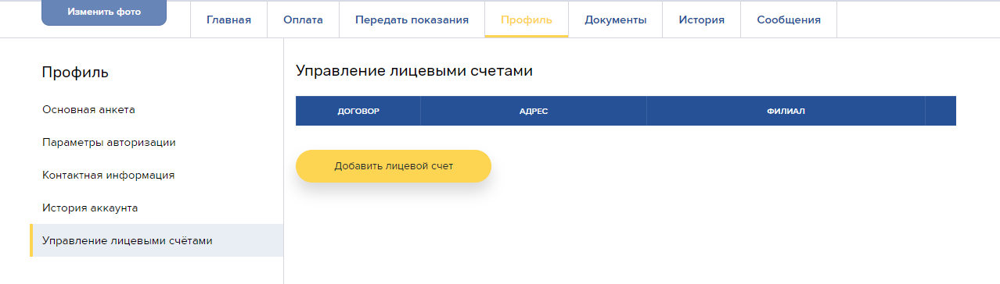 Изменить фото
Главная Оплата Передать показания Профиль Документы История Сообщения
Профиль
Основная анкета
Параметры авторизации
Контактная информация
История аккаунта
Управление лицевыми счётами
Управление лицевыми счетами
ДОГОВОР АДРЕС ФИЛИАЛ
Добавить лицевой счет